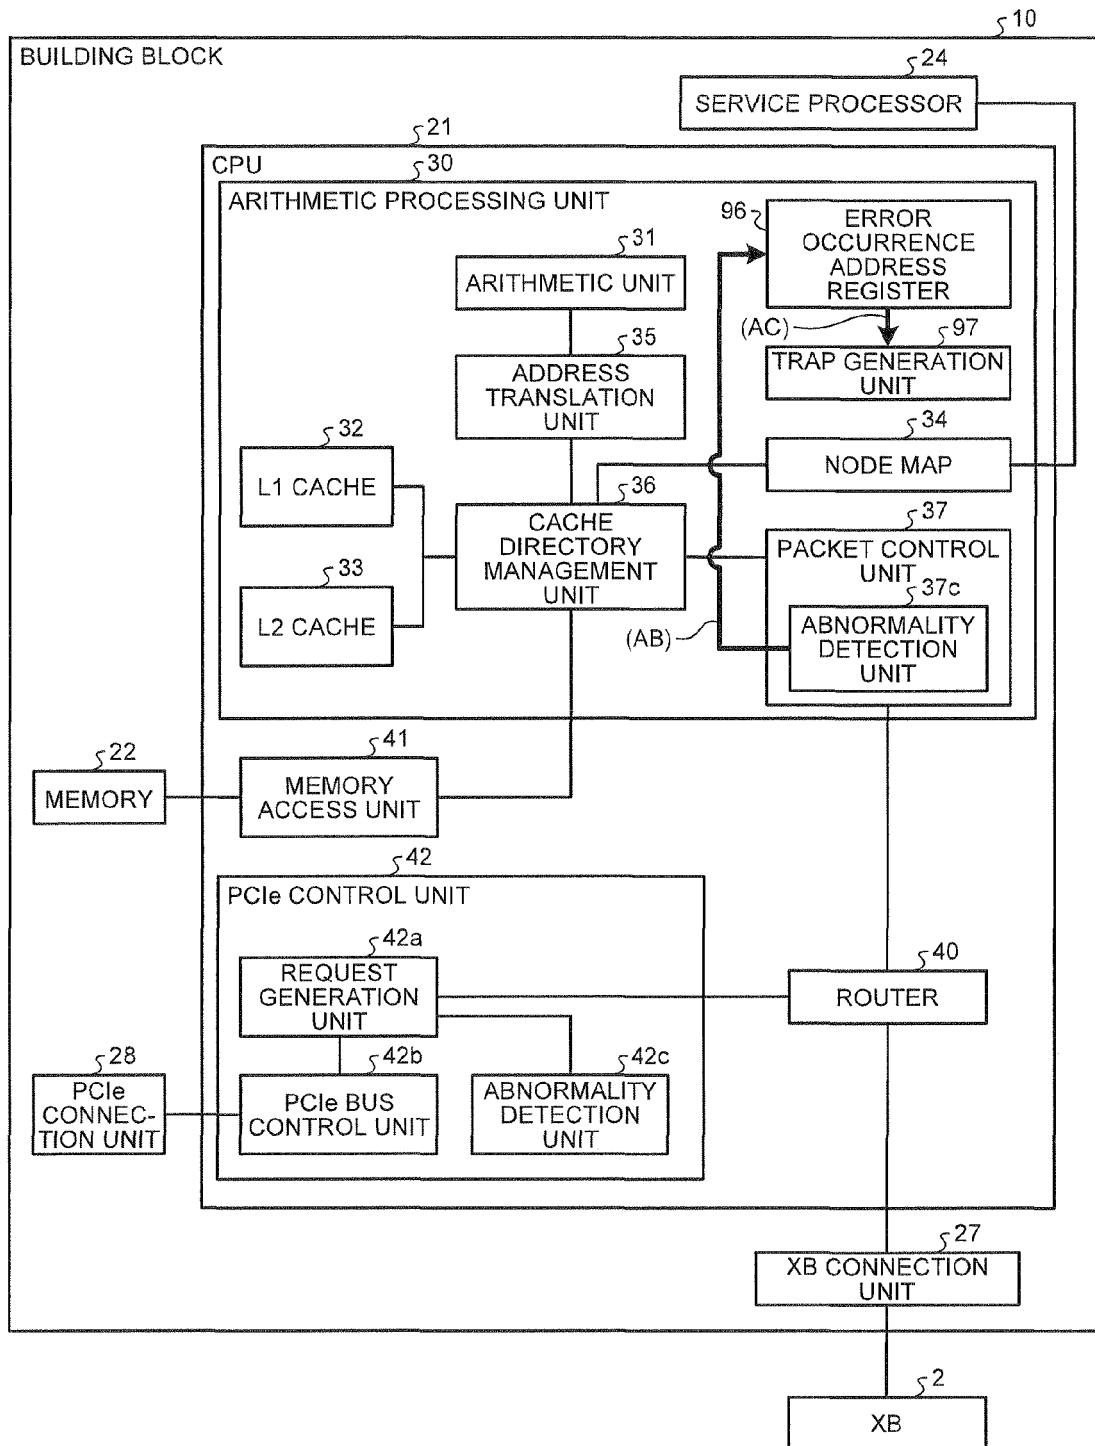 10
BUILDING BLOCK
24
SERVICE PROCESSOR
21
CPU
30
ARITHMETIC PROCESSING UNIT
96
ERROR
OCCURRENCE
ADDRESS
REGISTER
31
ARITHMETIC UNIT
(AC)
97
TRAP GENERATION
UNIT
35
ADDRESS
TRANSLATION
UNIT
34
NODE MAP
32
L1 CACHE
36
CACHE
DIRECTORY
MANAGEMENT
UNIT
37
PACKET CONTROL
UNIT
33
L2 CACHE
37c
ABNORMALITY
DETECTION
UNIT
(AB)
22
MEMORY
41
MEMORY
ACCESS UNIT
42
PCIe CONTROL UNIT
42a
REQUEST
GENERATION
UNIT
40
ROUTER
28
PCIe
CONNEC-
TION UNIT
42b
PCIe BUS
CONTROL UNIT
42c
ABNORMALITY
DETECTION
UNIT
27
XB CONNECTION
UNIT
2
XB